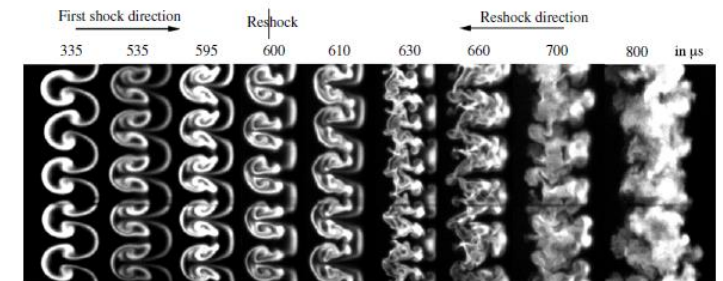 First shock direction Reshock Reshock direction
335 535 595 600 610 630 660 700 800 in µs